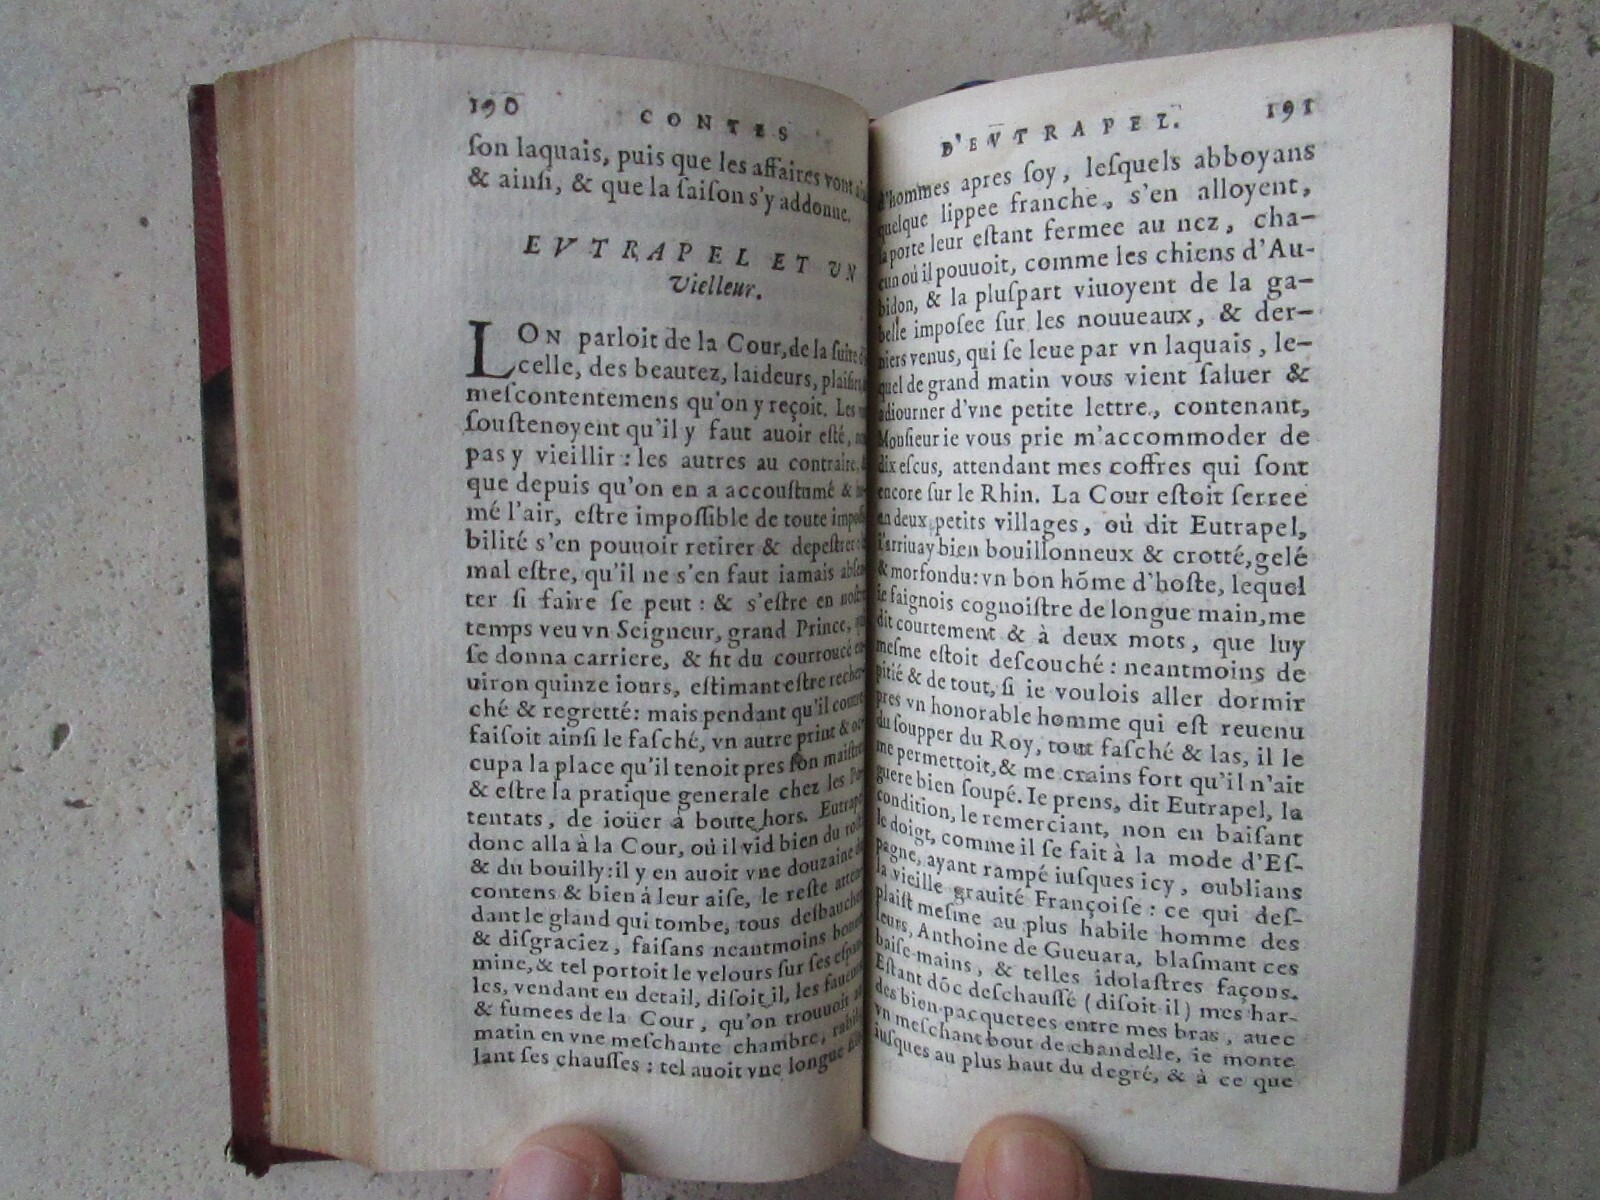 190 CONTES
ſon laquais, puis que les affaires vont
& ainſi, & que la ſaiſon s'y addonne.
EVTRAPEL ET UN
Vielleur.
LON parloit de la Cour, de la ſuite
celle, des beautez, laideurs, plaiſirs
meſcontentemens qu'on y reçoit. Les
ſouſtenoyent qu'il y faut auoir eſté,
pas y vieillir : les autres au contraire,
que depuis qu'on en a accouſtumé &
mé l'air, eſtre impoſſible de toute
bilité s'en pouuoir retirer & depeſtrer :
mal eſtre, qu'il ne s'en faut iamais abſen
ter ſi faire ſe peut : & s'eſtre en noſtre
temps veu vn Seigneur, grand Prince,
ſe donna carriere, & fit du courroucé en
uiron quinze iours, eſtimant eſtre recher
ché & regretté: mais pendant qu'il contre
faiſoit ainſi le faſché, vn autre print & oc
cupa la place qu'il tenoit pres ſon maiſtre
& eſtre la pratique generale chez les Po
tentats, de ioüer à boute hors. Eutrapel
donc alla à la Cour, où il vid bien du roſti
& du bouilly: il y en auoit vne douzaine de
contens & bien à leur aiſe, le reſte atten
dant le gland qui tombe, tous desbauchez
& diſgraciez, faiſans neantmoins bonne
mine, & tel portoit le velours ſur ſes eſpau
les, vendant en detail, diſoit il, les faueurs
& fumees de la Cour, qu'on trouuoit au
matin en vne meſchante chambre, rabil
lant ſes chauſſes : tel auoit vne longue
D'EVTRAPEL. 191
d'hommes apres ſoy, leſquels abboyans
quelque lippee franche, s'en alloyent,
la porte leur eſtant fermee au nez, cha-
cun où il pouuoit, comme les chiens d'Au-
bidon, & la pluſpart viuoyent de la ga-
belle impoſee ſur les nouueaux, & der-
niers venus, qui ſe leue par vn laquais, le-
quel de grand matin vous vient ſaluer &
adiourner d'vne petite lettre, contenant,
Monſieur ie vous prie m'accommoder de
dix eſcus, attendant mes coffres qui ſont
encore ſur le Rhin. La Cour eſtoit ſerree
en deux petits villages, où dit Eutrapel,
i'arriuay bien bouillonneux & crotté, gelé
& morfondu: vn bon hõme d'hoſte, lequel
ie faignois cognoiſtre de longue main, me
dit courtement & à deux mots, que luy
meſme eſtoit deſcouché : neantmoins de
pitié & de tout, ſi ie voulois aller dormir
pres vn honorable homme qui eſt reuenu
du ſoupper du Roy, tout faſché & las, il le
me permettoit, & me crains fort qu'il n'ait
guere bien ſoupé. Ie prens, dit Eutrapel, la
condition, le remerciant, non en baiſant
le doigt, comme il ſe fait à la mode d'Eſ-
pagne, ayant rampé iuſques icy, oublians
la vieille grauité Françoiſe : ce qui deſ-
plaiſt meſme au plus habile homme des
leurs, Anthoine de Gueuara, blaſmant ces
baiſe-mains, & telles idolaſtres façons.
Eſtant dõc deſchauſſé (diſoit-il) mes har-
des bien pacquetees entre mes bras, auec
vn meſchant bout de chandelle, ie monte
iuſques au plus haut du degré, & à ce que